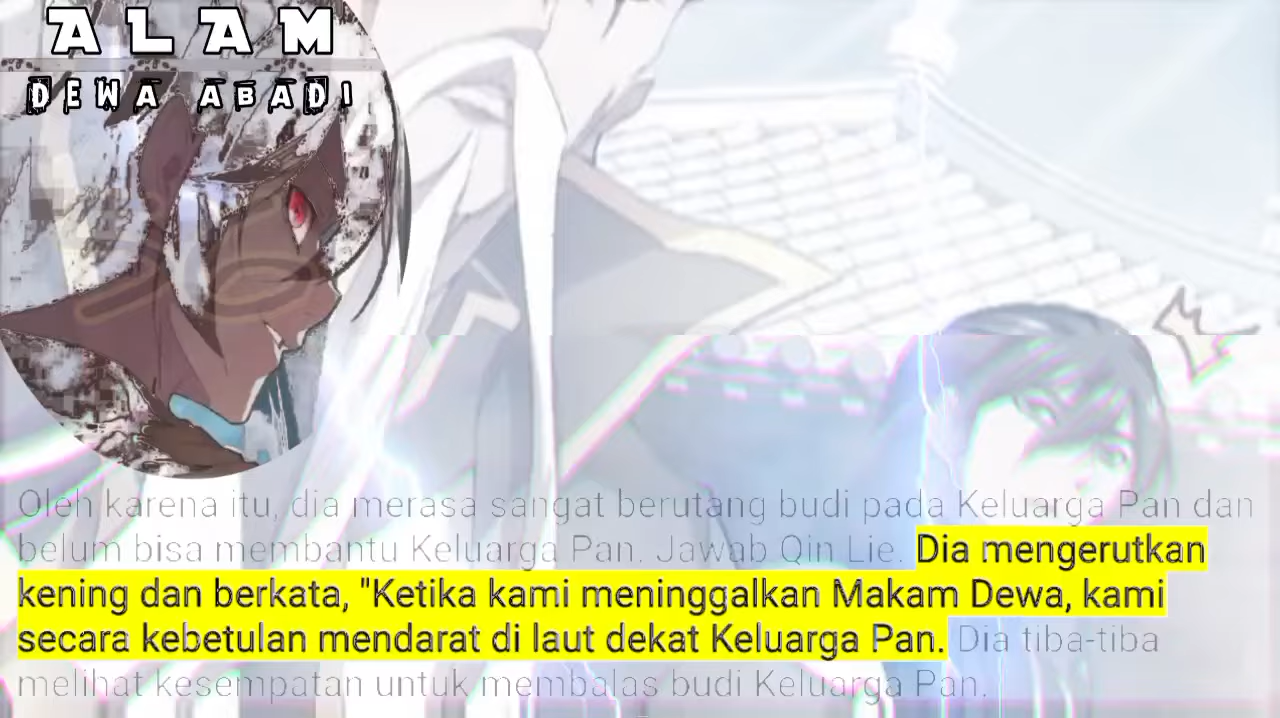 ALAM
DEWA ABADI
Oleh karena itu, dia merasa sangat berutang budi pada Keluarga Pan dan
belum bisa membantu Keluarga Pan. Jawab Qin Lie. Dia mengerutkan
kening dan berkata, "Ketika kami meninggalkan Makam Dewa, kami
secara kebetulan mendarat di laut dekat Keluarga Pan. Dia tiba-tiba
melihat kesempatan untuk membalas budi Keluarga Pan.